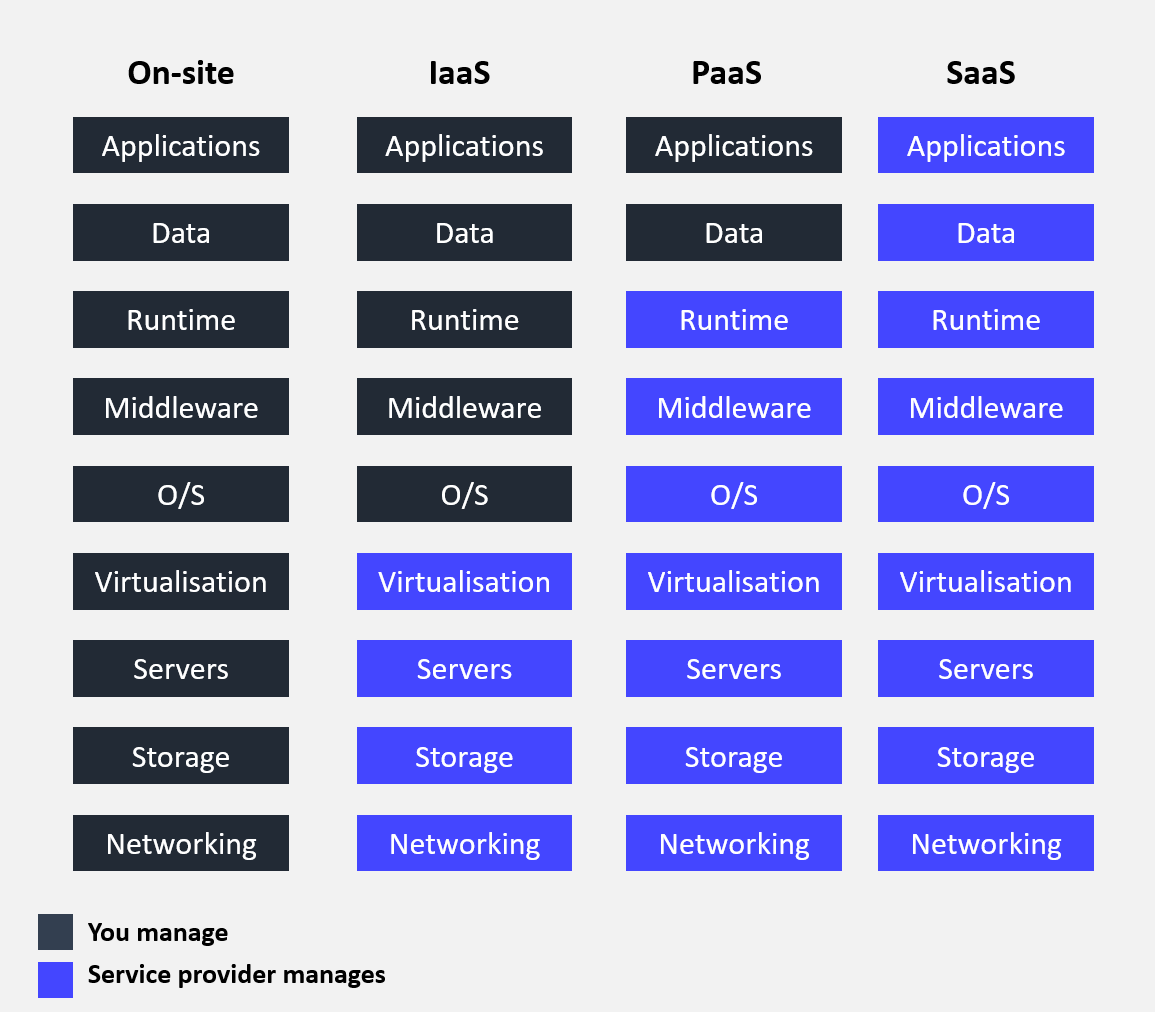 On-site IaaS PaaS SaaS
Applications Applications Applications Applications
Data Data Data Data
Runtime Runtime Runtime Runtime
Middleware Middleware Middleware Middleware
O/S O/S O/S O/S
Virtualisation Virtualisation Virtualisation Virtualisation
Servers Servers Servers Servers
Storage Storage Storage Storage
Networking Networking Networking Networking
You manage
Service provider manages